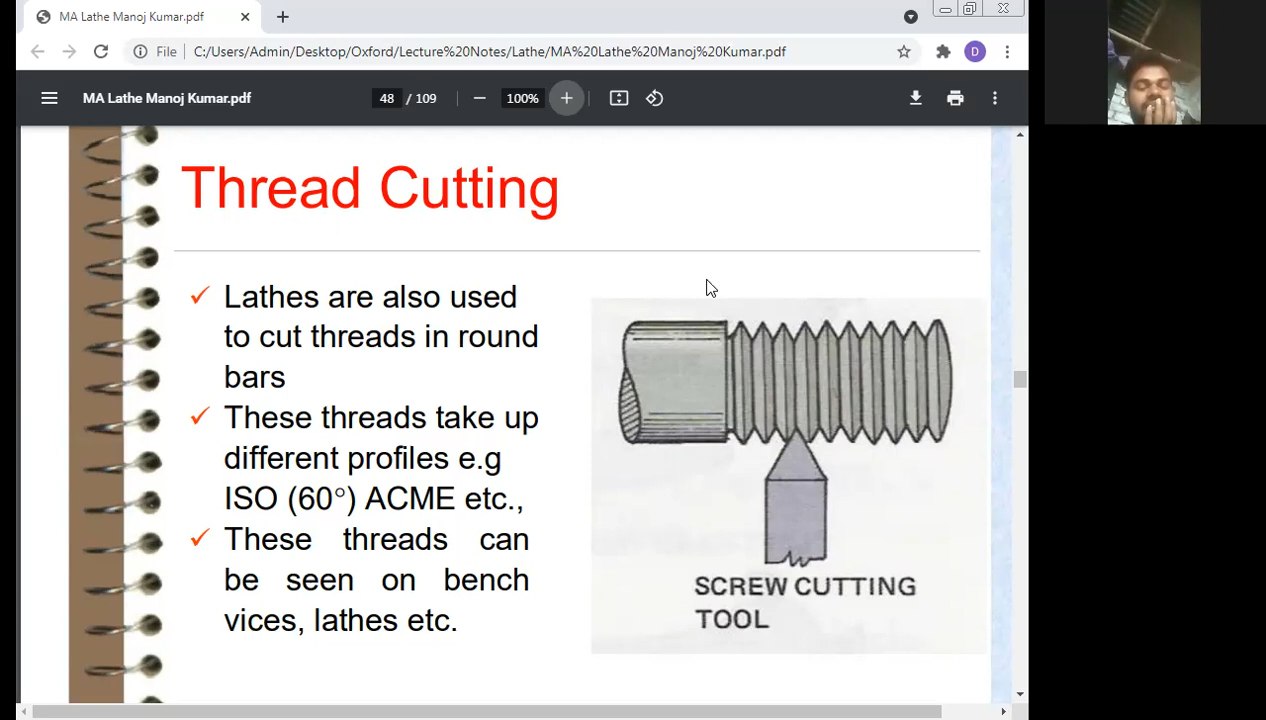 MA Lathe Manoj Kumar.pdf
File C:/Users/Admin/Desktop/Oxford/Lecture%20Notes/Lathe/MA%20Lathe%20Manoj%20Kumar.pdf
D
MA Lathe Manoj Kumar.pdf 48 / 109 100%
Thread Cutting
Lathes are also used
to cut threads in round
bars
These threads take up
different profiles e.g
ISO (60°) ACME etc.,
These threads can
be seen on bench
vices, lathes etc.
SCREW CUTTING
TOOL